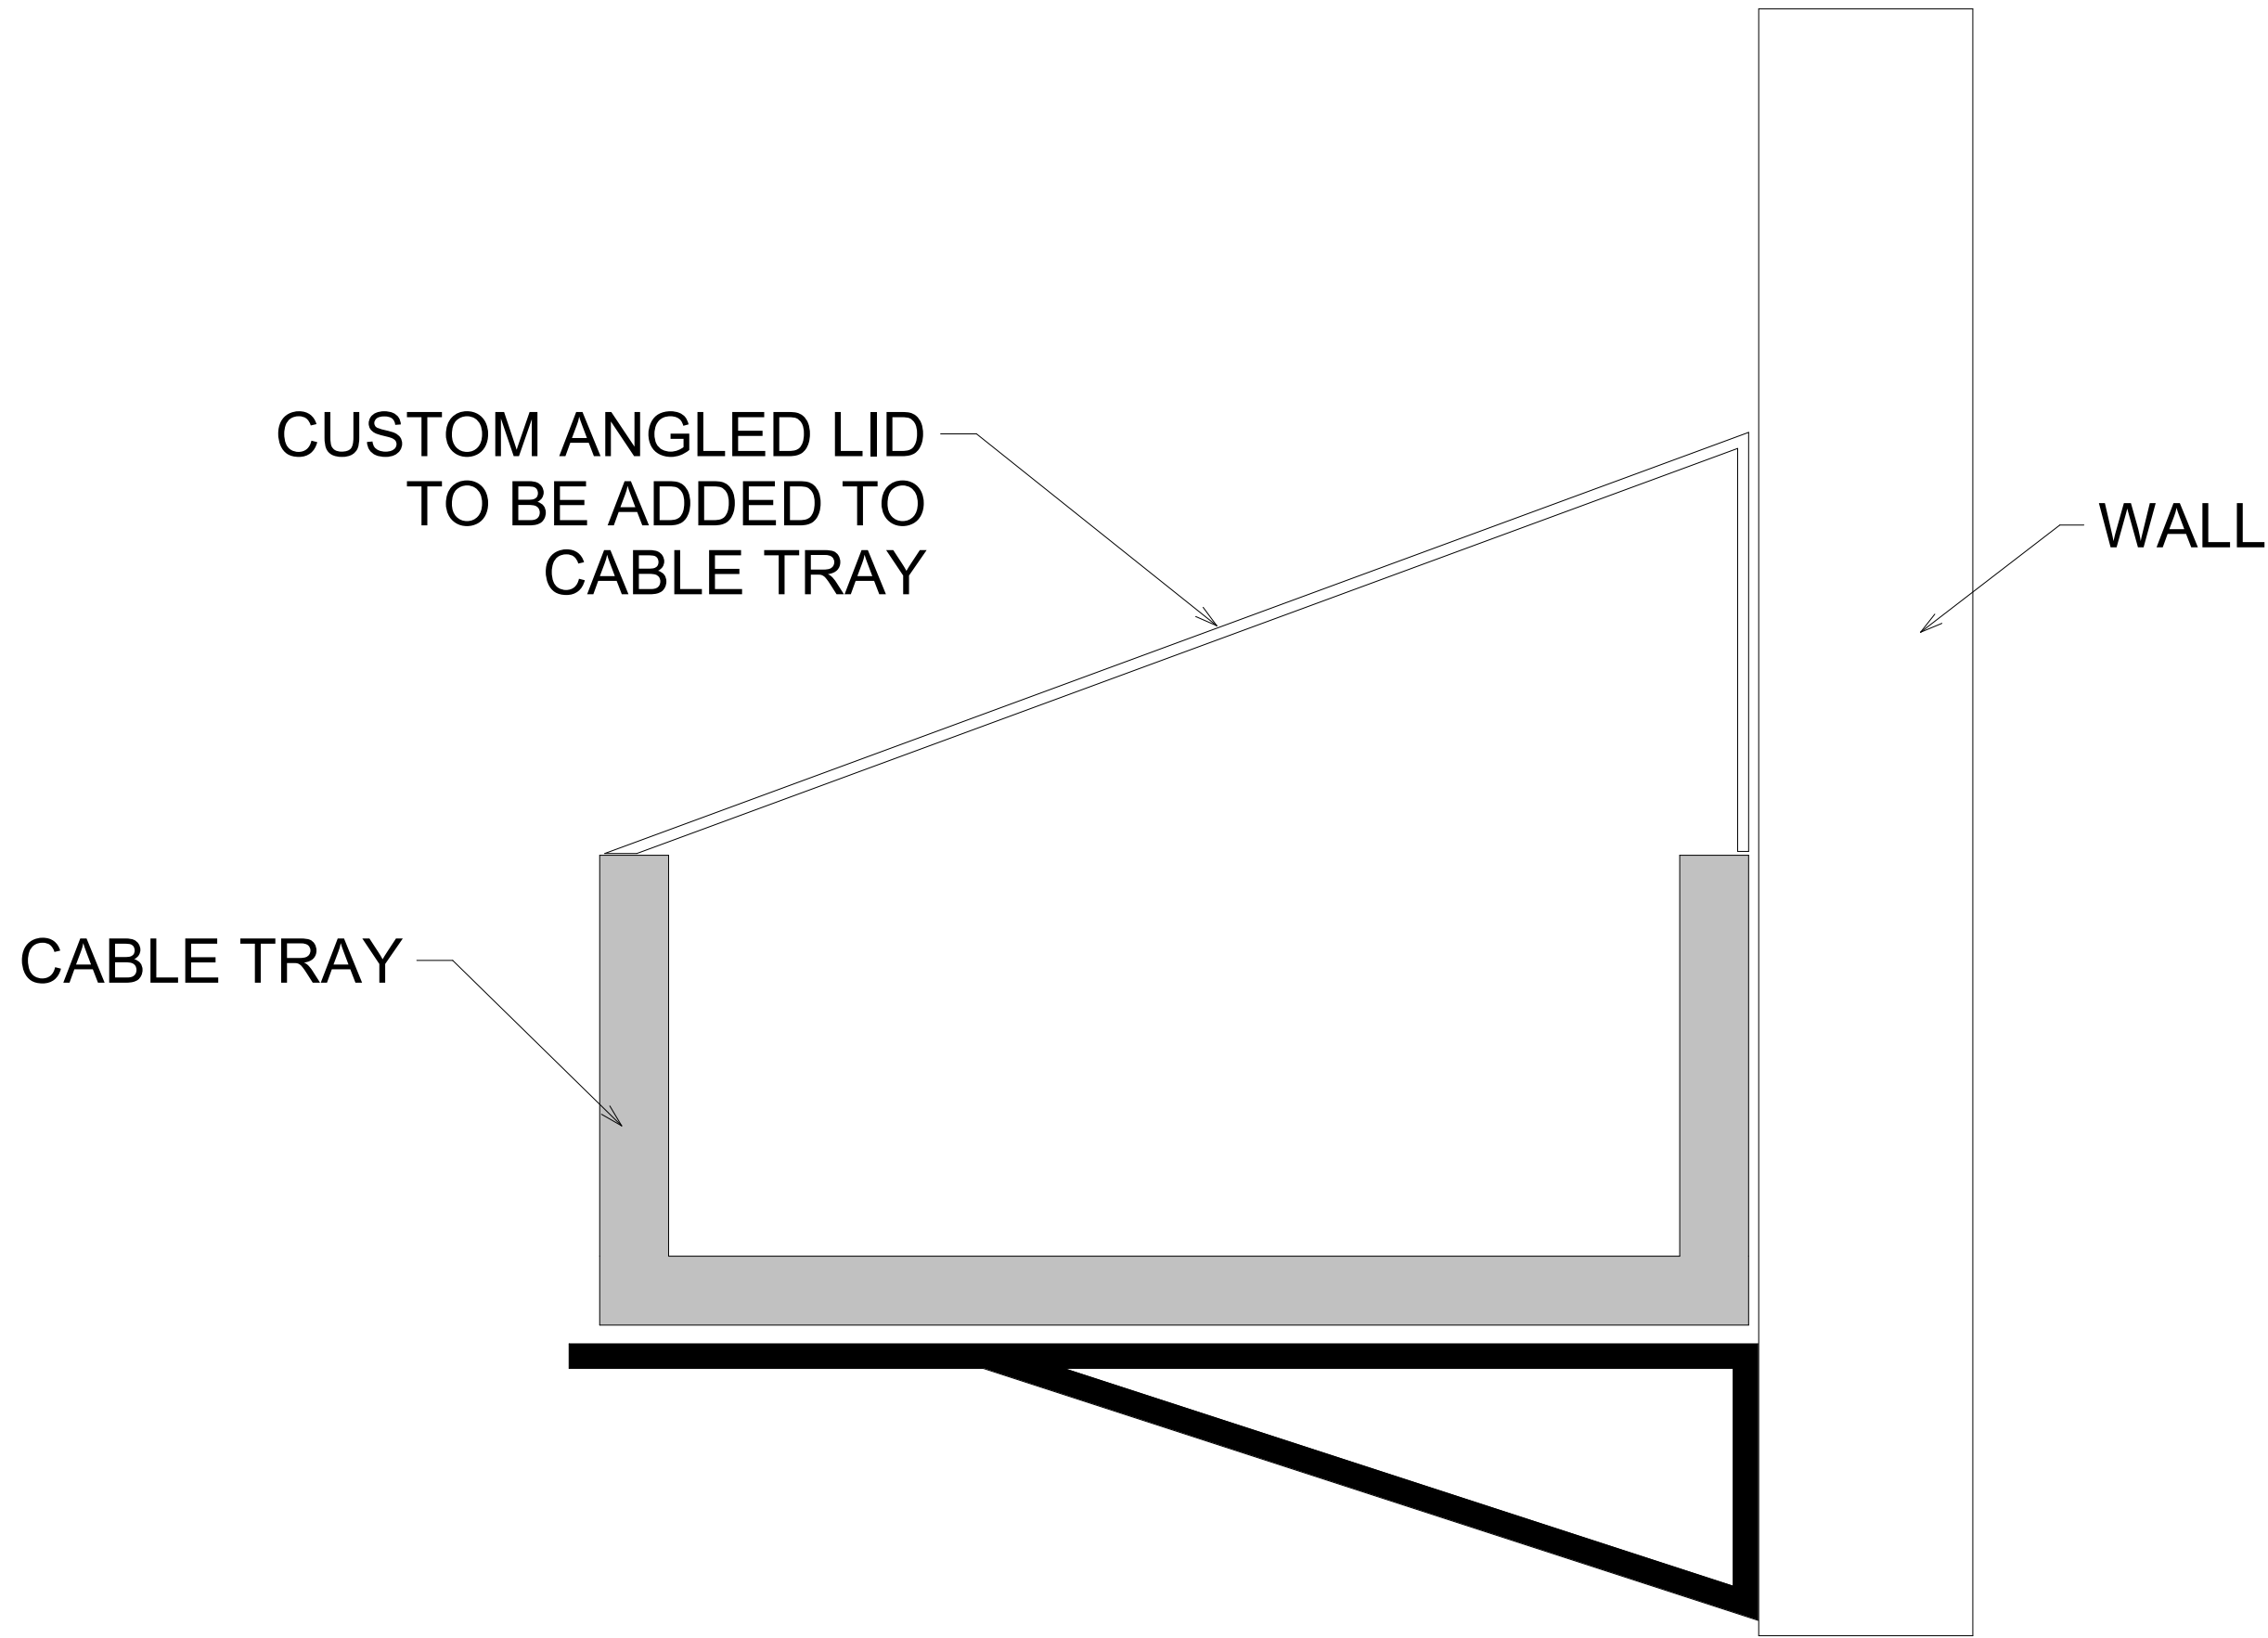 CUSTOM ANGLED LID
TO BE ADDED TO
CABLE TRAY
WALL
CABLE TRAY